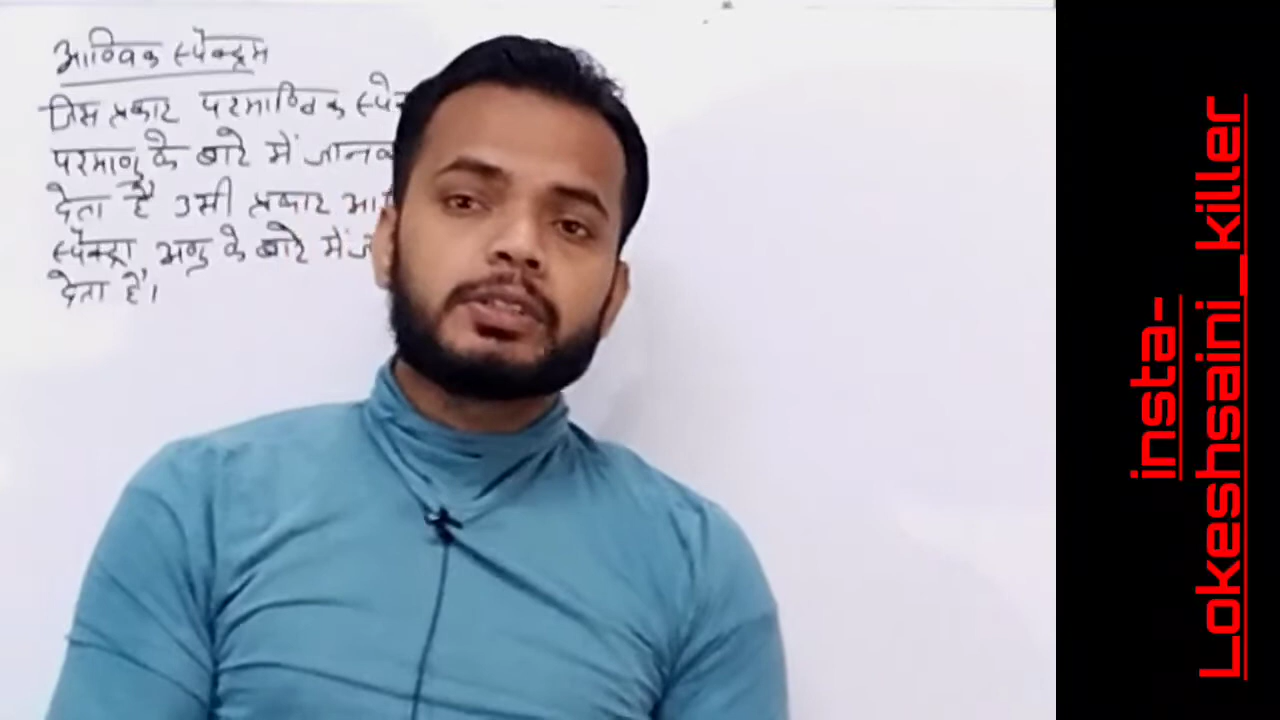 आण्विक स्पेक्ट्रम
जिस प्रकार परमाण्विक
परमाणु के बारे में
देता है उसी प्रकार
स्पेक्ट्रा अणु के बारे में
देता है।
insta-
Lokeshsaini_killer